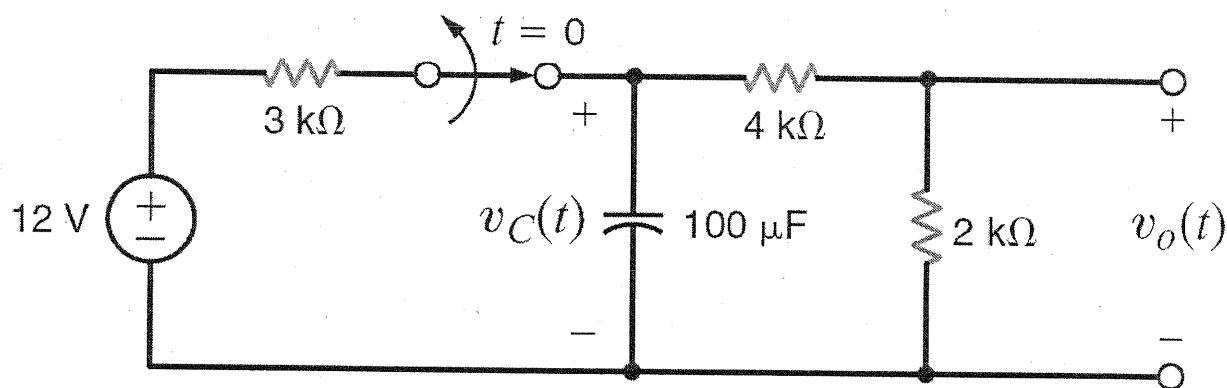 t = 0
3 kΩ
+
4 kΩ
+
12 V
+
−
v_C(t)
100 μF
2 kΩ
v_o(t)
−
−